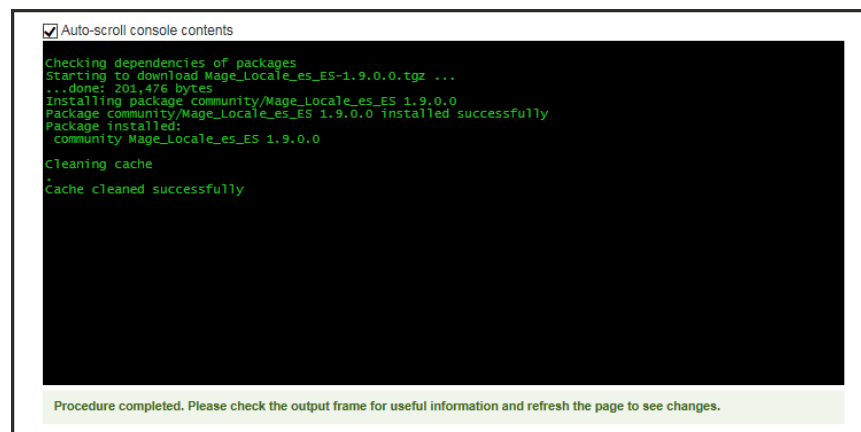 Auto-scroll console contents
Checking dependencies of packages
Starting to download Mage_Locale_es_ES-1.9.0.0.tgz ...
...done: 201,476 bytes
Installing package community/Mage_Locale_es_ES 1.9.0.0
Package community/Mage_Locale_es_ES 1.9.0.0 installed successfully
Package installed:
community Mage_Locale_es_ES 1.9.0.0
Cleaning cache
.
Cache cleaned successfully
Procedure completed. Please check the output frame for useful information and refresh the page to see changes.